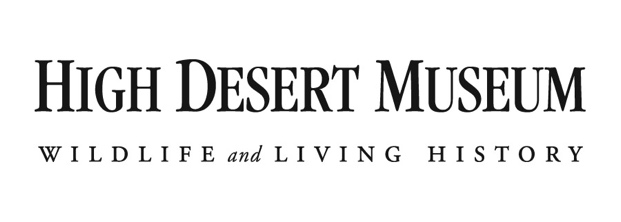 HIGH DESERT MUSEUM
WILDLIFE and LIVING HISTORY